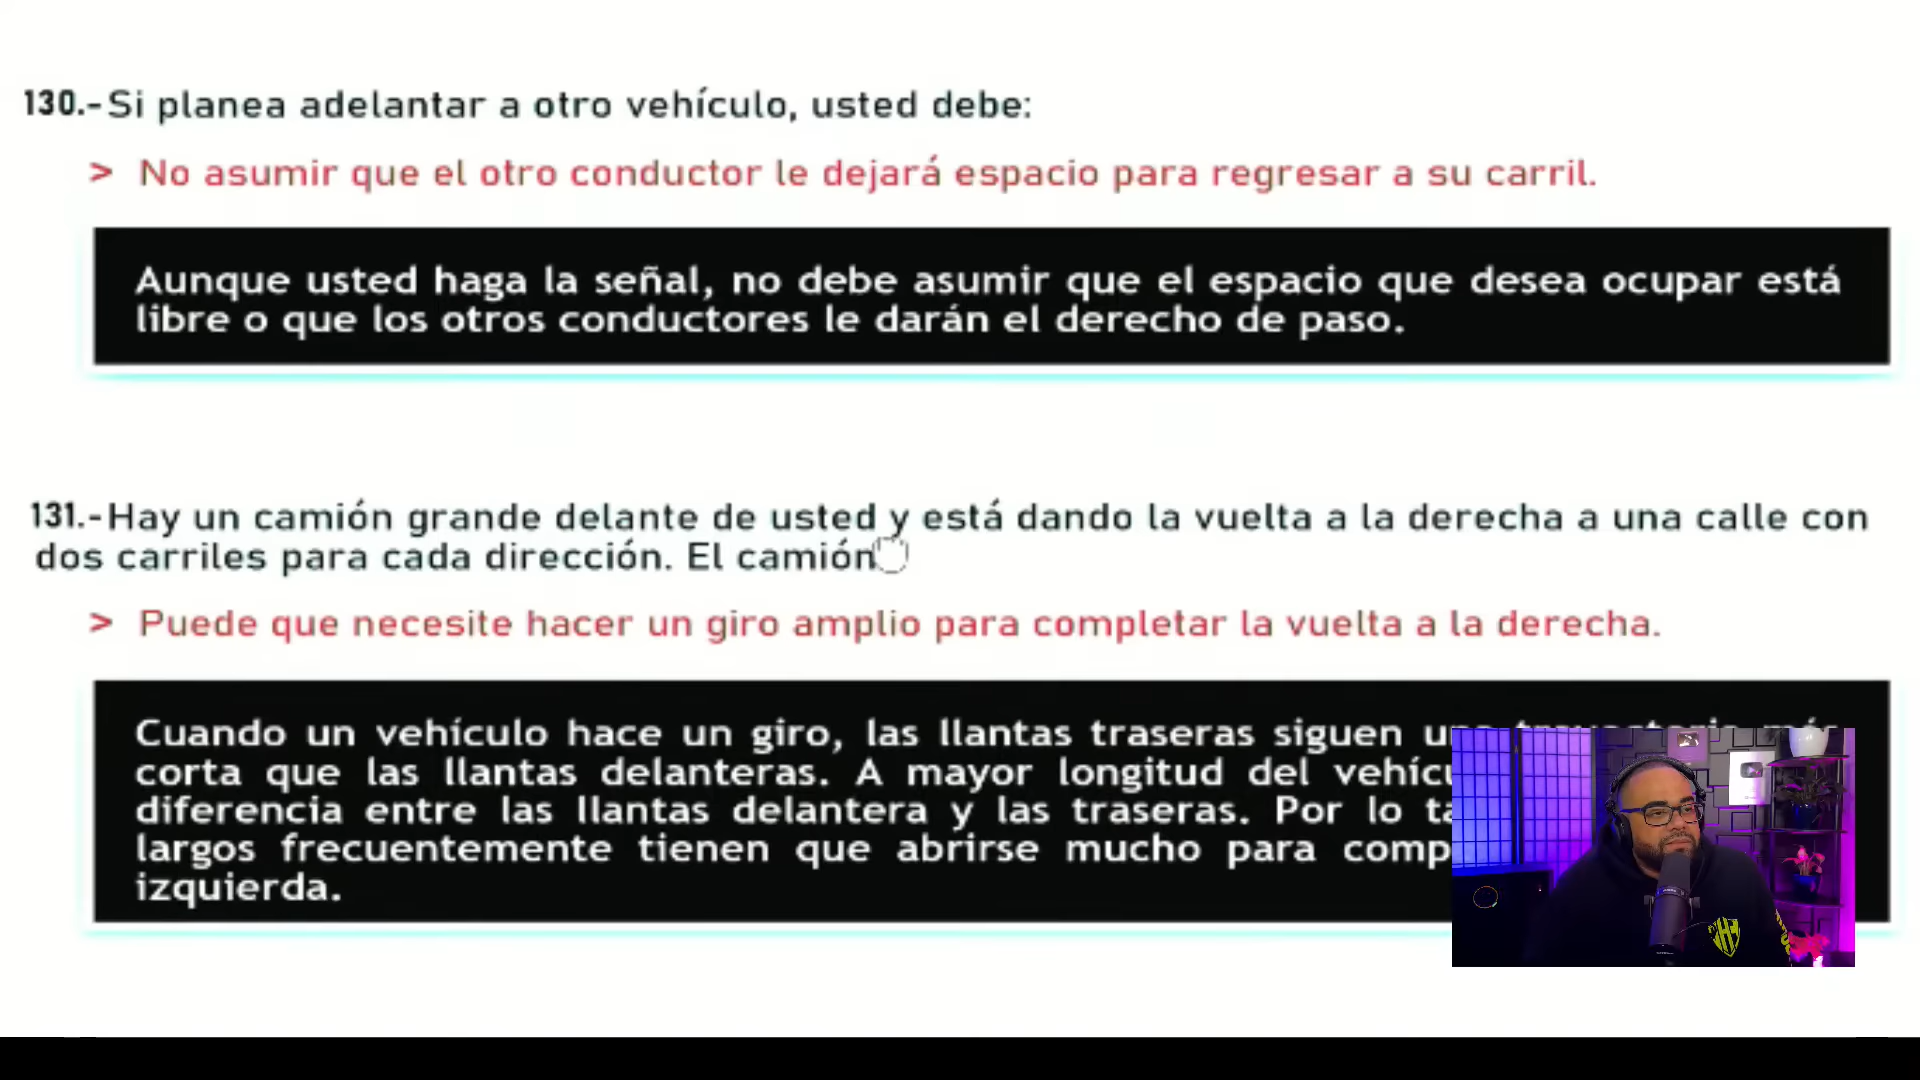 130.- Si planea adelantar a otro vehículo, usted debe:
> No asumir que el otro conductor le dejará espacio para regresar a su carril.
Aunque usted haga la señal, no debe asumir que el espacio que desea ocupar está
libre o que los otros conductores le darán el derecho de paso.
131.- Hay un camión grande delante de usted y está dando la vuelta a la derecha a una calle con
dos carriles para cada dirección. El camión
> Puede que necesite hacer un giro amplio para completar la vuelta a la derecha.
Cuando un vehículo hace un giro, las llantas traseras siguen
corta que las llantas delanteras. A mayor longitud del
diferencia entre las llantas delantera y las traseras. Por lo
largos frecuentemente tienen que abrirse mucho para
izquierda.